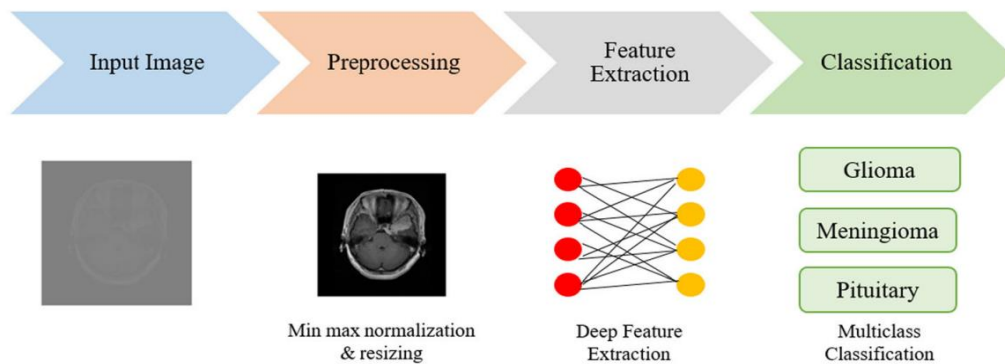 Input Image
Preprocessing
Feature
Extraction
Classification
Glioma
Meningioma
Pituitary
Min max normalization
& resizing
Deep Feature
Extraction
Multiclass
Classification